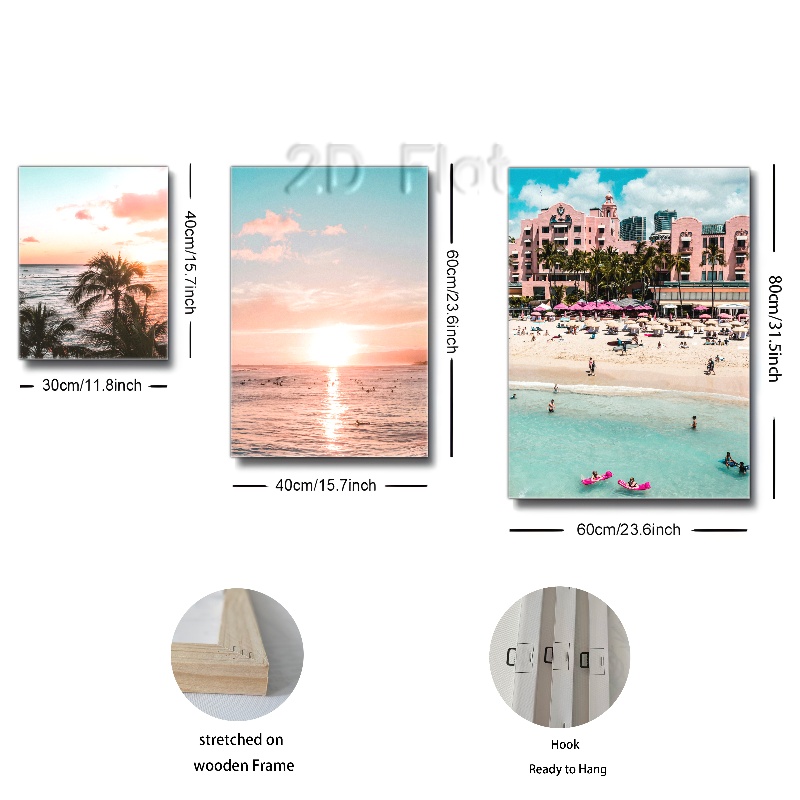 2D Flat
40cm/15.7inch
30cm/11.8inch
60cm/23.6inch
40cm/15.7inch
80cm/31.5inch
60cm/23.6inch
stretched on
wooden Frame
Hook
Ready to Hang